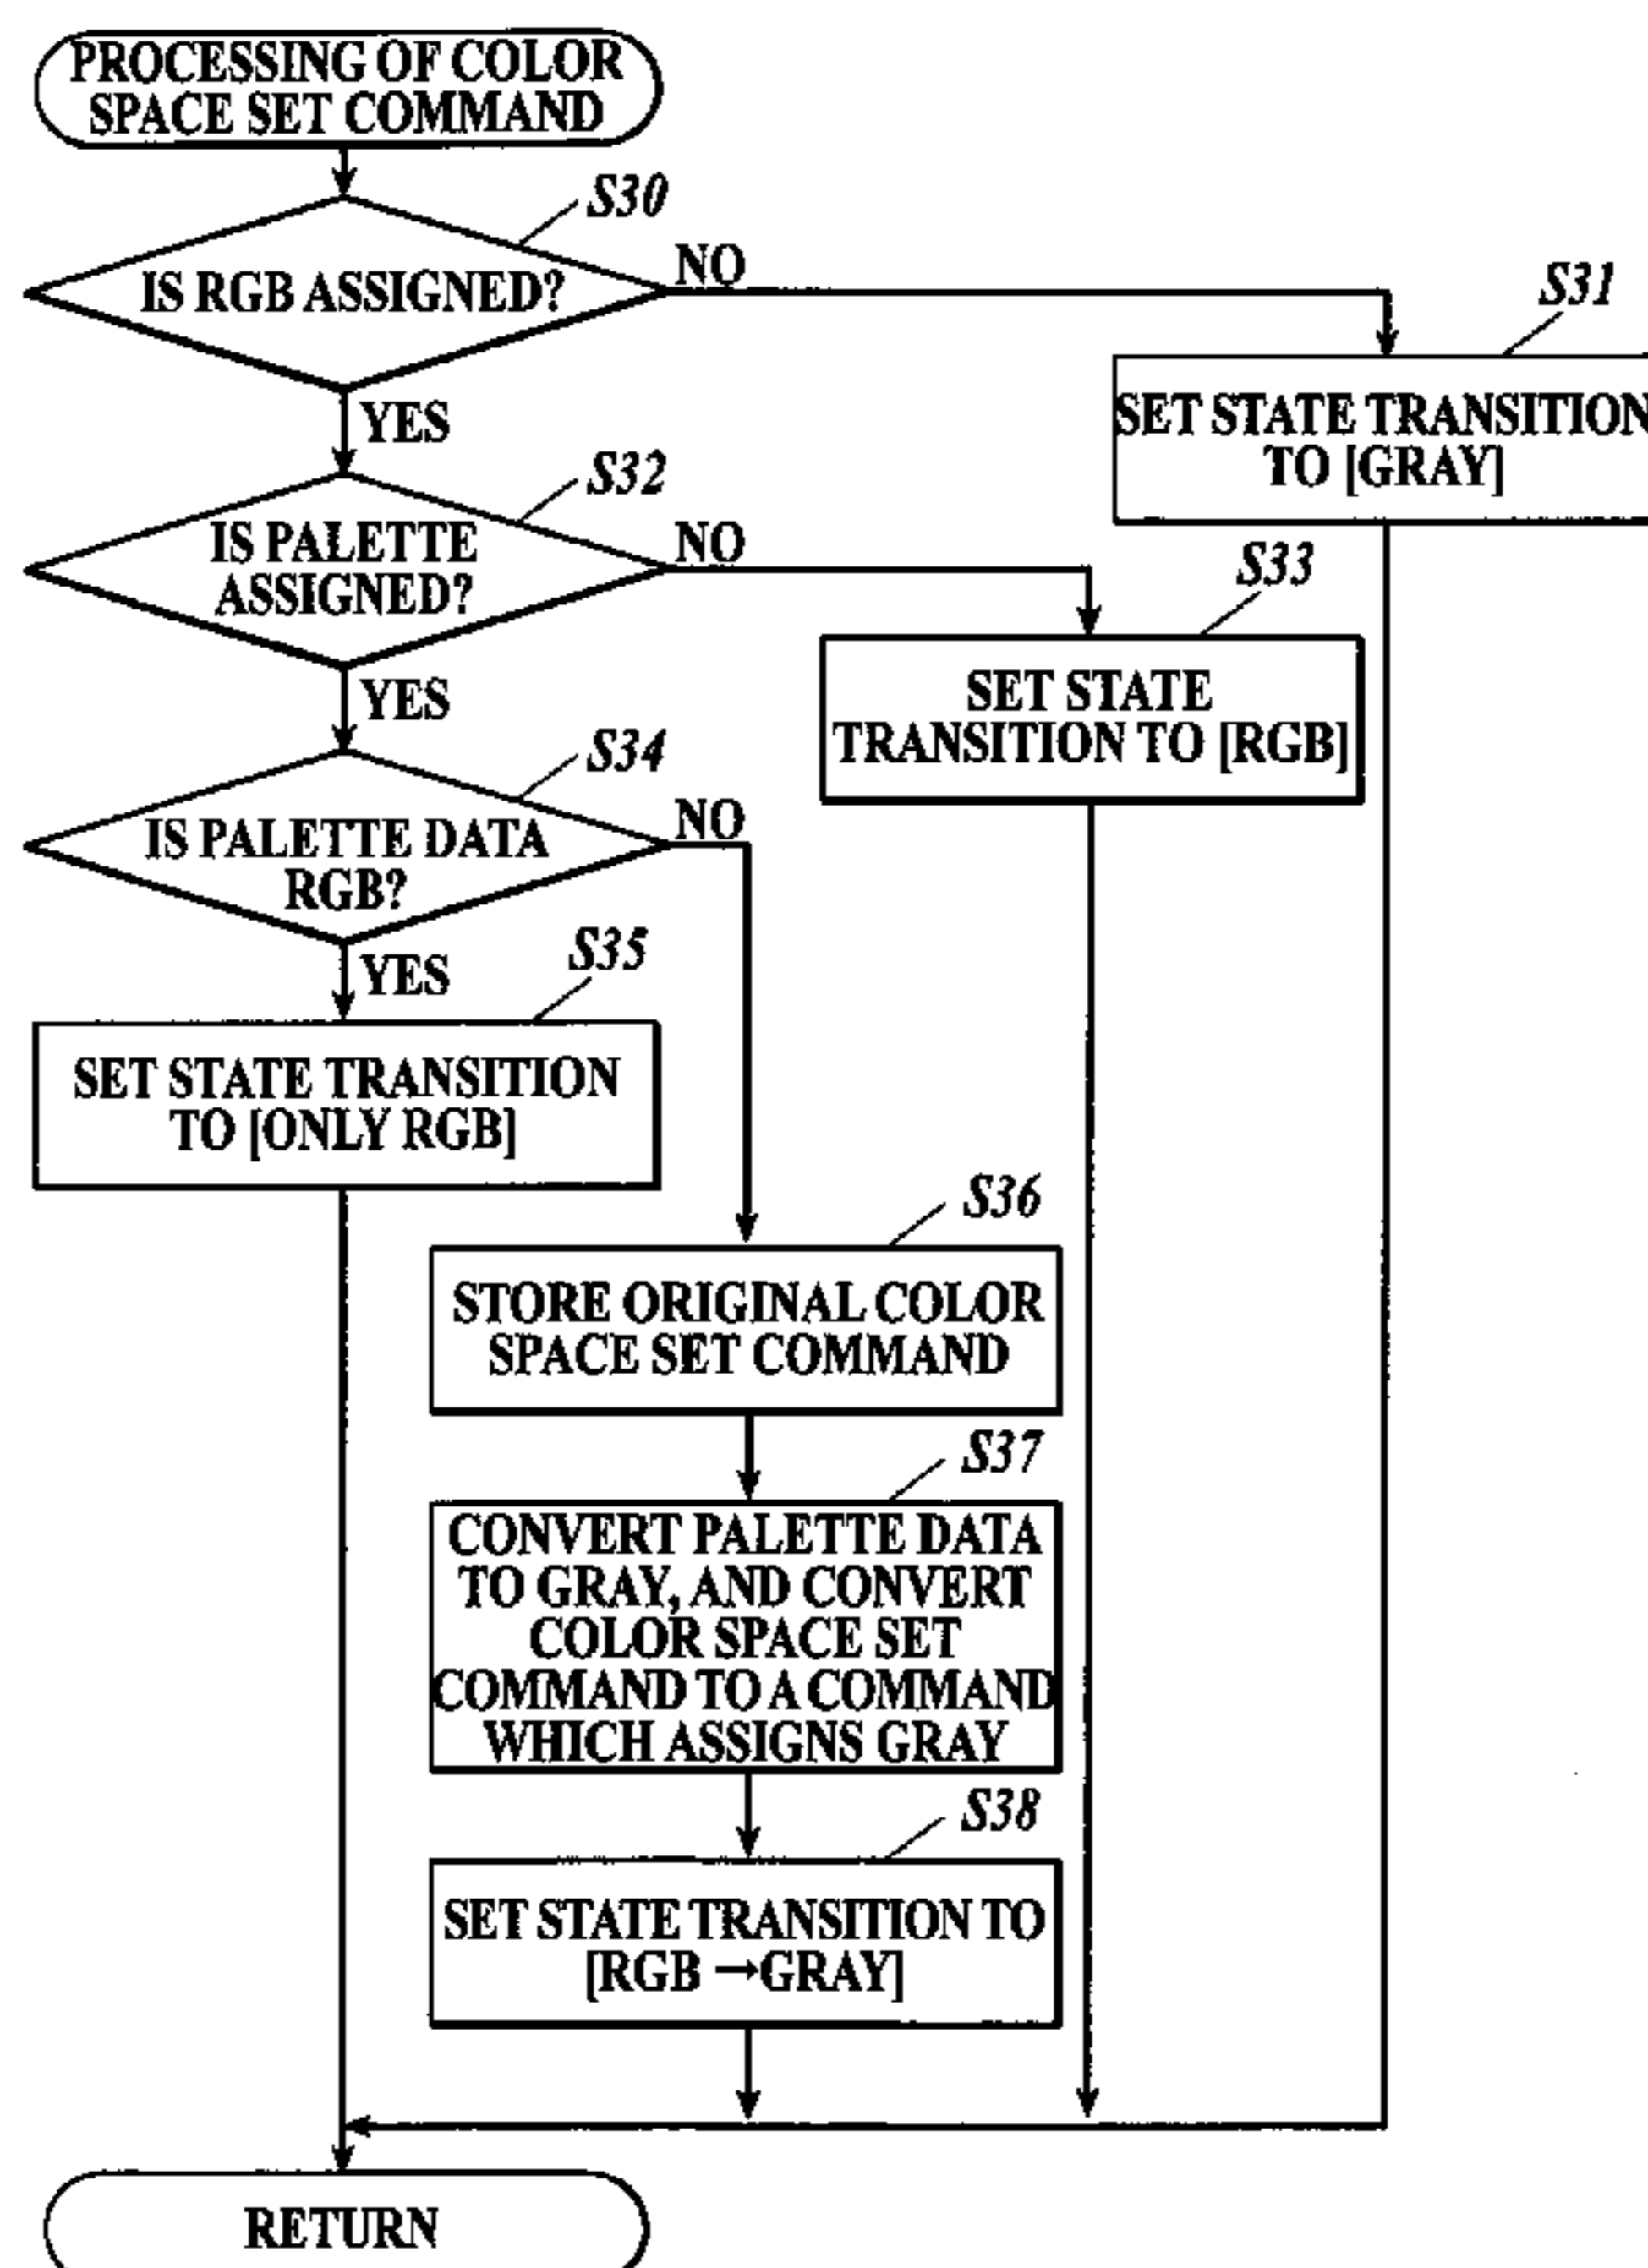 PROCESSING OF COLOR
SPACE SET COMMAND
S30
IS RGB ASSIGNED?
NO
S31
SET STATE TRANSITION
TO [GRAY]
YES
S32
IS PALETTE
ASSIGNED?
NO
S33
SET STATE
TRANSITION TO [RGB]
YES
S34
IS PALETTE DATA
RGB?
NO
YES
S35
SET STATE TRANSITION
TO [ONLY RGB]
S36
STORE ORIGINAL COLOR
SPACE SET COMMAND
S37
CONVERT PALETTE DATA
TO GRAY, AND CONVERT
COLOR SPACE SET
COMMAND TO A COMMAND
WHICH ASSIGNS GRAY
S38
SET STATE TRANSITION TO
[RGB →GRAY]
RETURN